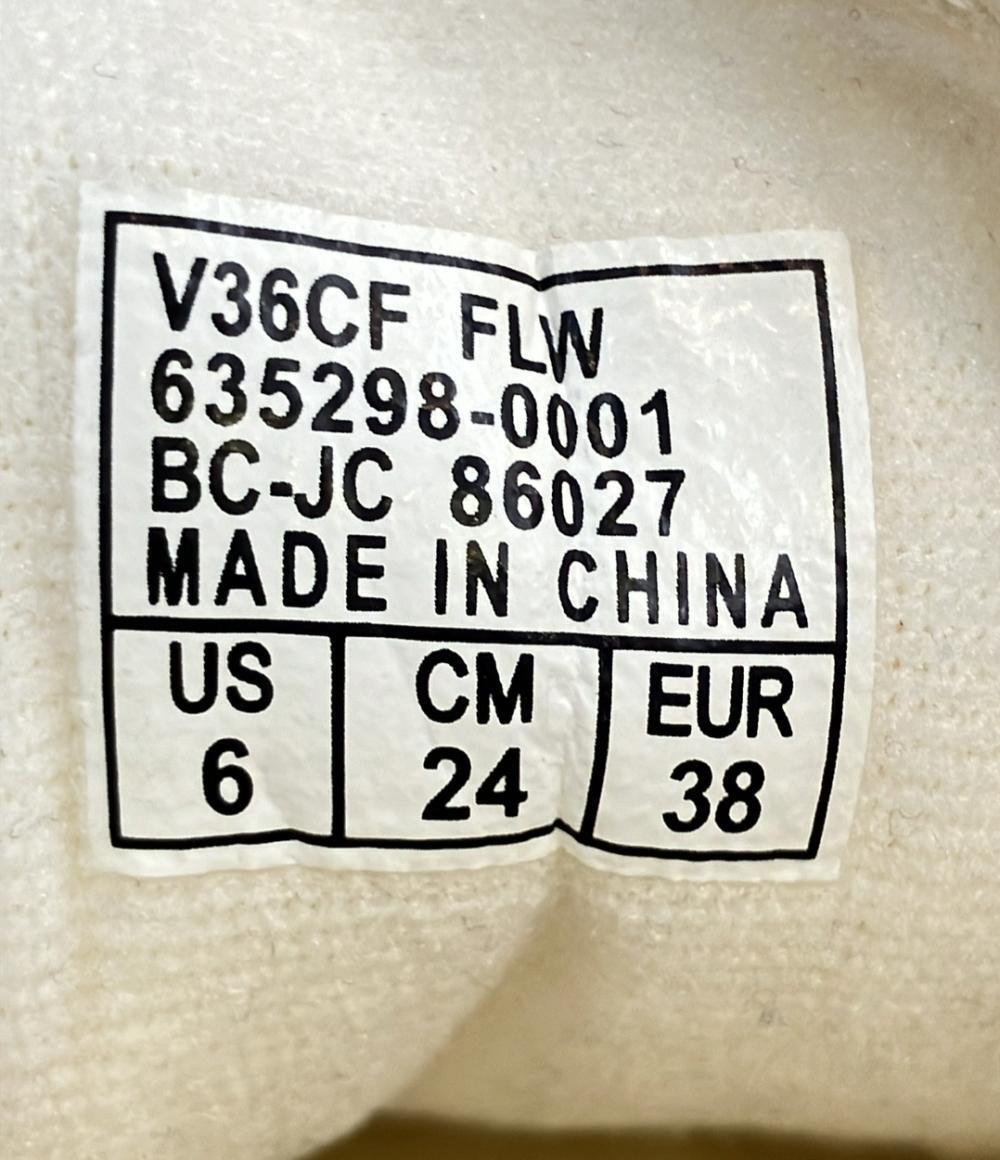 V36CF FLW
635298-0001
BC-JC 86027
MADE IN CHINA
US CM EUR
6 24 38